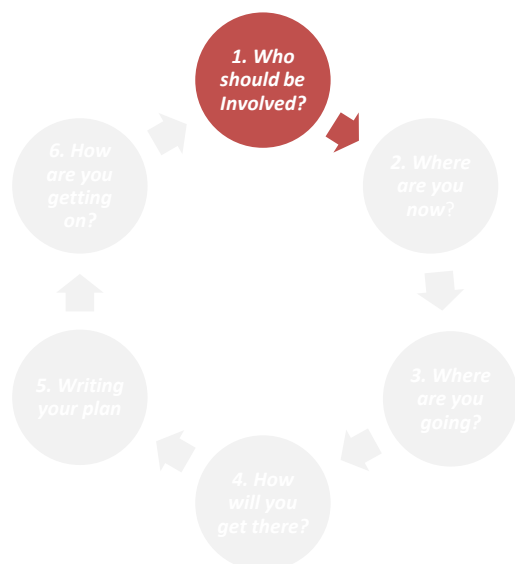 1. Who
should be
Involved?
2. Where
are you
now?
3. Where
are you
going?
4. How
will you
get there?
5. Writing
your plan
6. How
are you
getting
on?